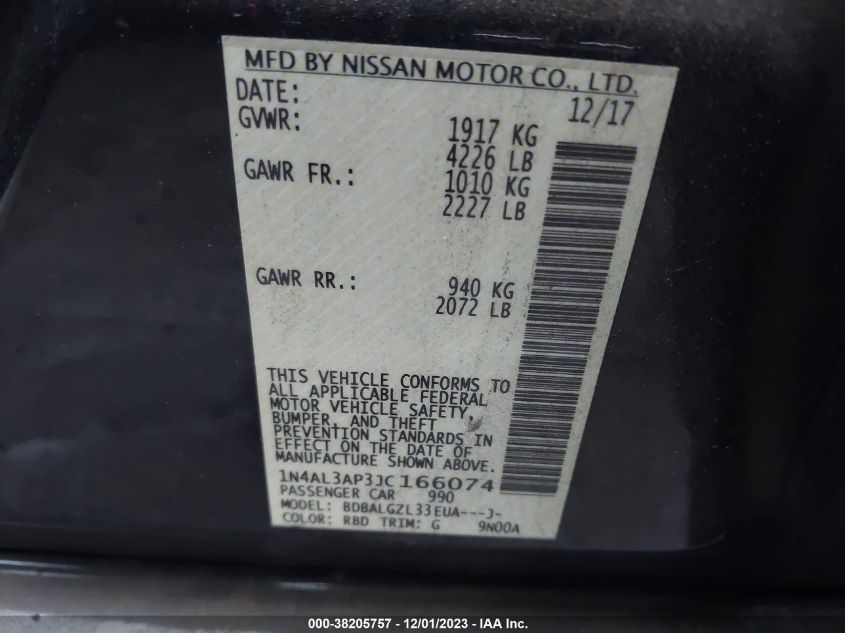 MFD BY NISSAN MOTOR CO., LTD.
DATE: 12/17
GVWR: 1917 KG
4226 LB
GAWR FR.: 1010 KG
2227 LB
GAWR RR.: 940 KG
2072 LB
THIS VEHICLE CONFORMS TO
ALL APPLICABLE FEDERAL
MOTOR VEHICLE SAFETY,
BUMPER, AND THEFT
PREVENTION STANDARDS IN
EFFECT ON THE DATE OF
MANUFACTURE SHOWN ABOVE.
1N4AL3AP3JC166074
PASSENGER CAR 990
MODEL: BDBALGZL33EUA---J-
COLOR: RBD TRIM: G 9N00A
000-38205757 - 12/01/2023 - IAA Inc.